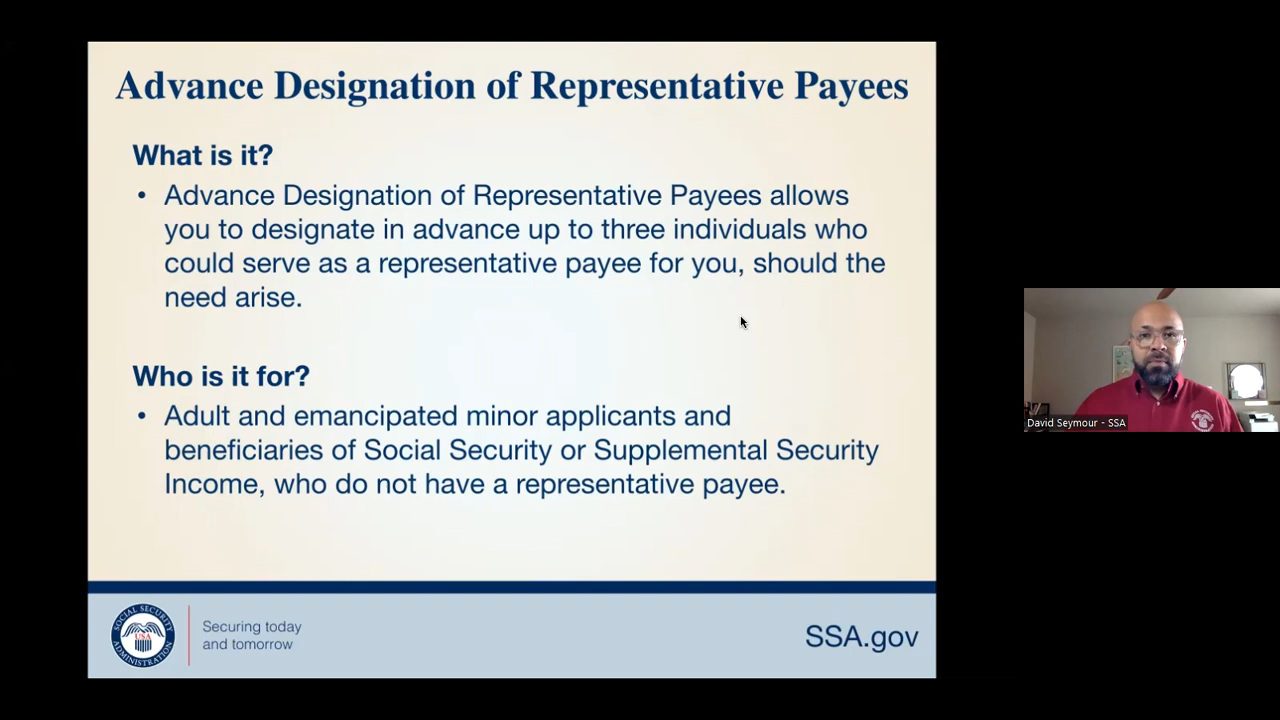 Advance Designation of Representative Payees
What is it?
• Advance Designation of Representative Payees allows
you to designate in advance up to three individuals who
could serve as a representative payee for you, should the
need arise.
Who is it for?
• Adult and emancipated minor applicants and
beneficiaries of Social Security or Supplemental Security
Income, who do not have a representative payee.
SOCIAL SECURITY
USA
ADMINISTRATION
Securing today
and tomorrow
SSA.gov
David Seymour - SSA